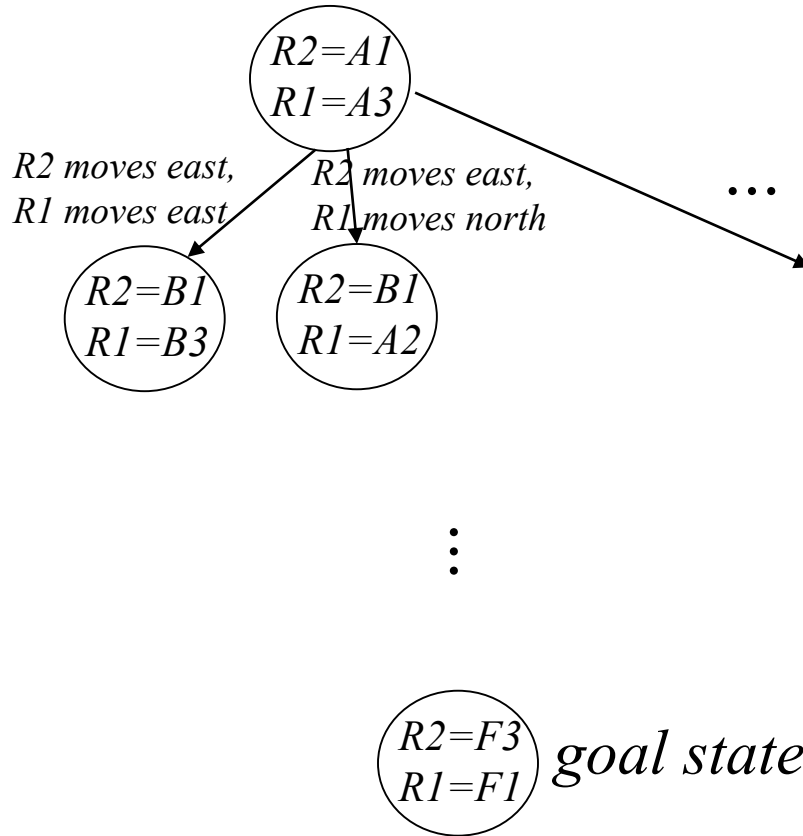 R2=A1
R1=A3
R2 moves east,
R1 moves east
R2 moves east,
R1 moves north
...
R2=B1
R1=B3
R2=B1
R1=A2
⋮
R2=F3
R1=F1
goal state